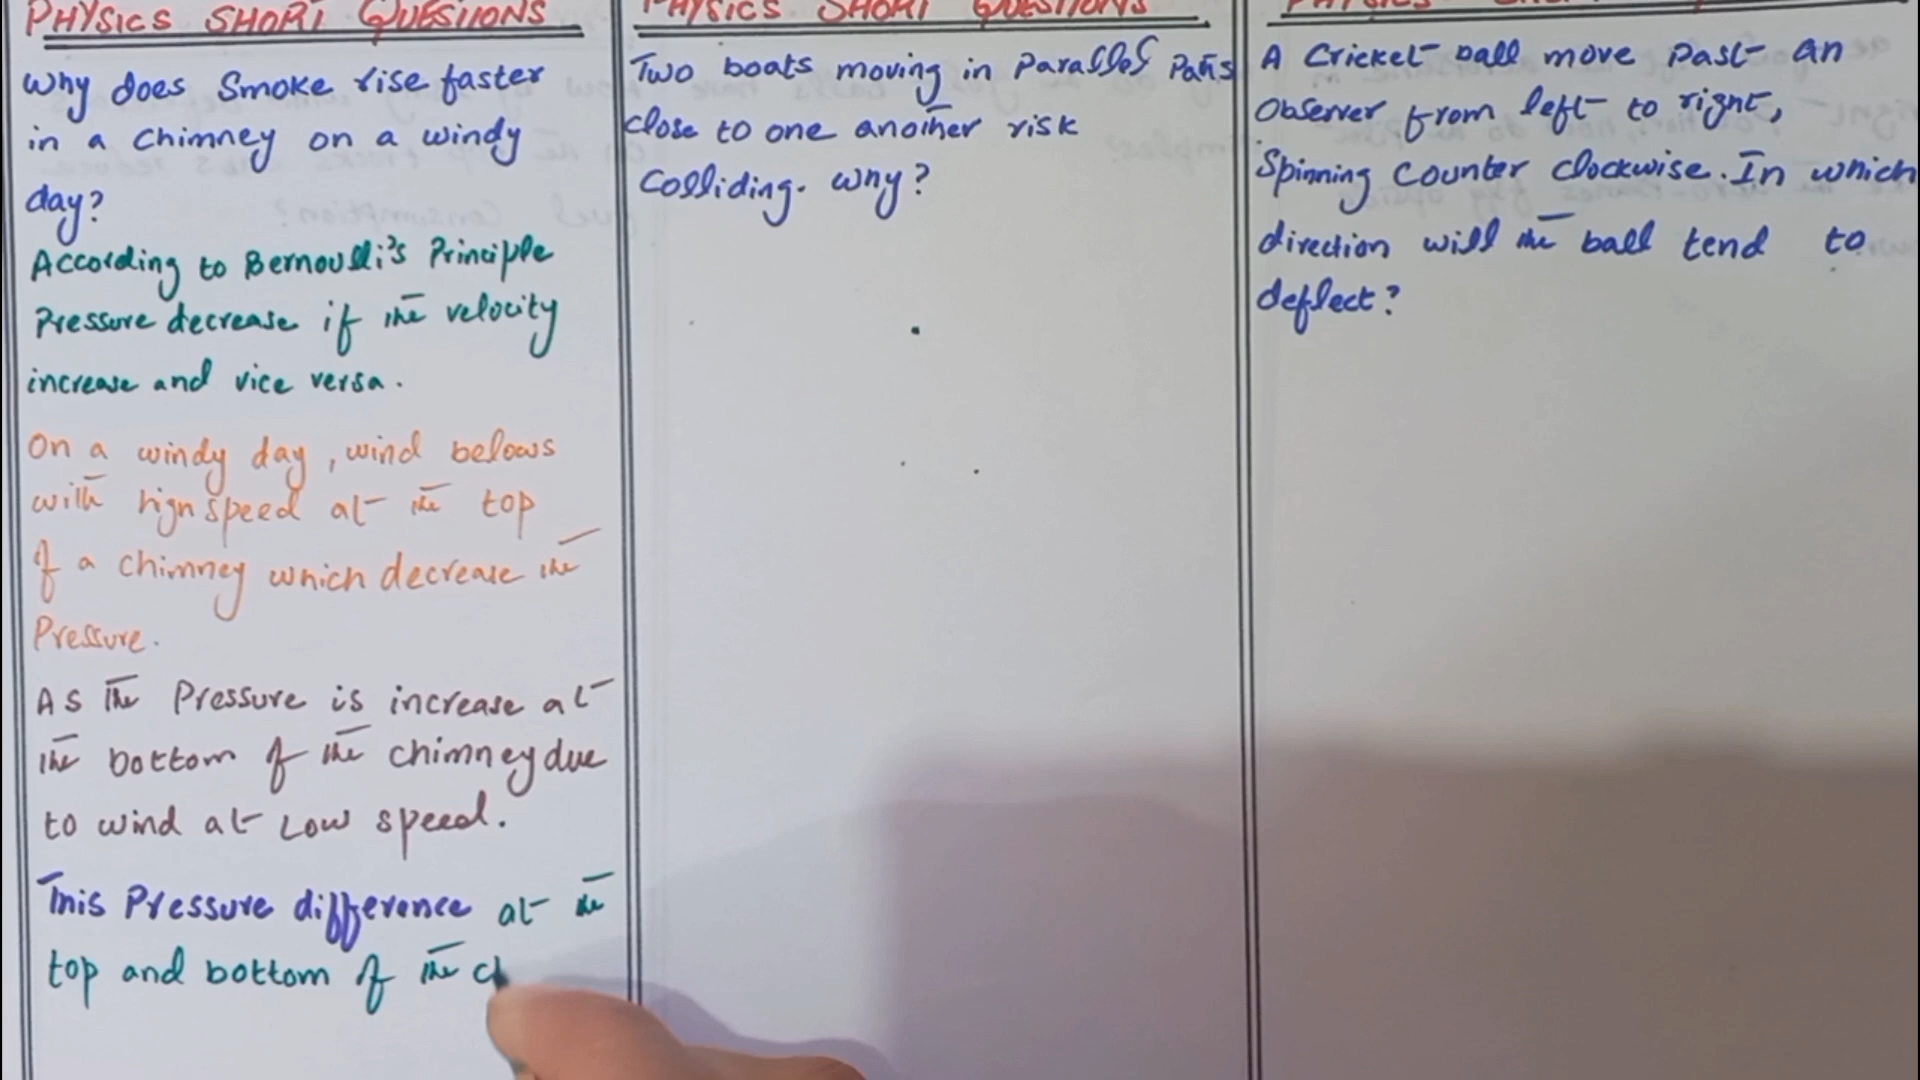 PHYSICS SHORT QUESTIONS
Why does Smoke rise faster
in a chimney on a windy
day?
According to Bernoulli's Principle
Pressure decrease if the velocity
increase and vice versa.
On a windy day, wind belows
with high speed at the top
of a chimney which decrease the
Pressure.
As the Pressure is increase at
the bottom of the chimney due
to wind at Low speed.
This Pressure difference at the
top and bottom of the ch
PHYSICS SHORT QUESTIONS
Two boats moving in Parallel Paths
close to one another risk
Colliding. Why?
PHYSICS
A Cricket ball move past an
Observer from left to right,
Spinning Counter clockwise. In which
direction will the ball tend to
deflect?